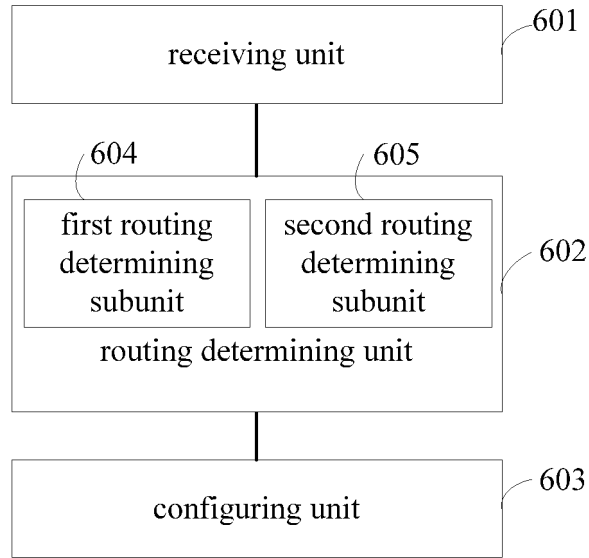 601
receiving unit
604
605
first routing
determining
subunit
second routing
determining
subunit
602
routing determining unit
603
configuring unit